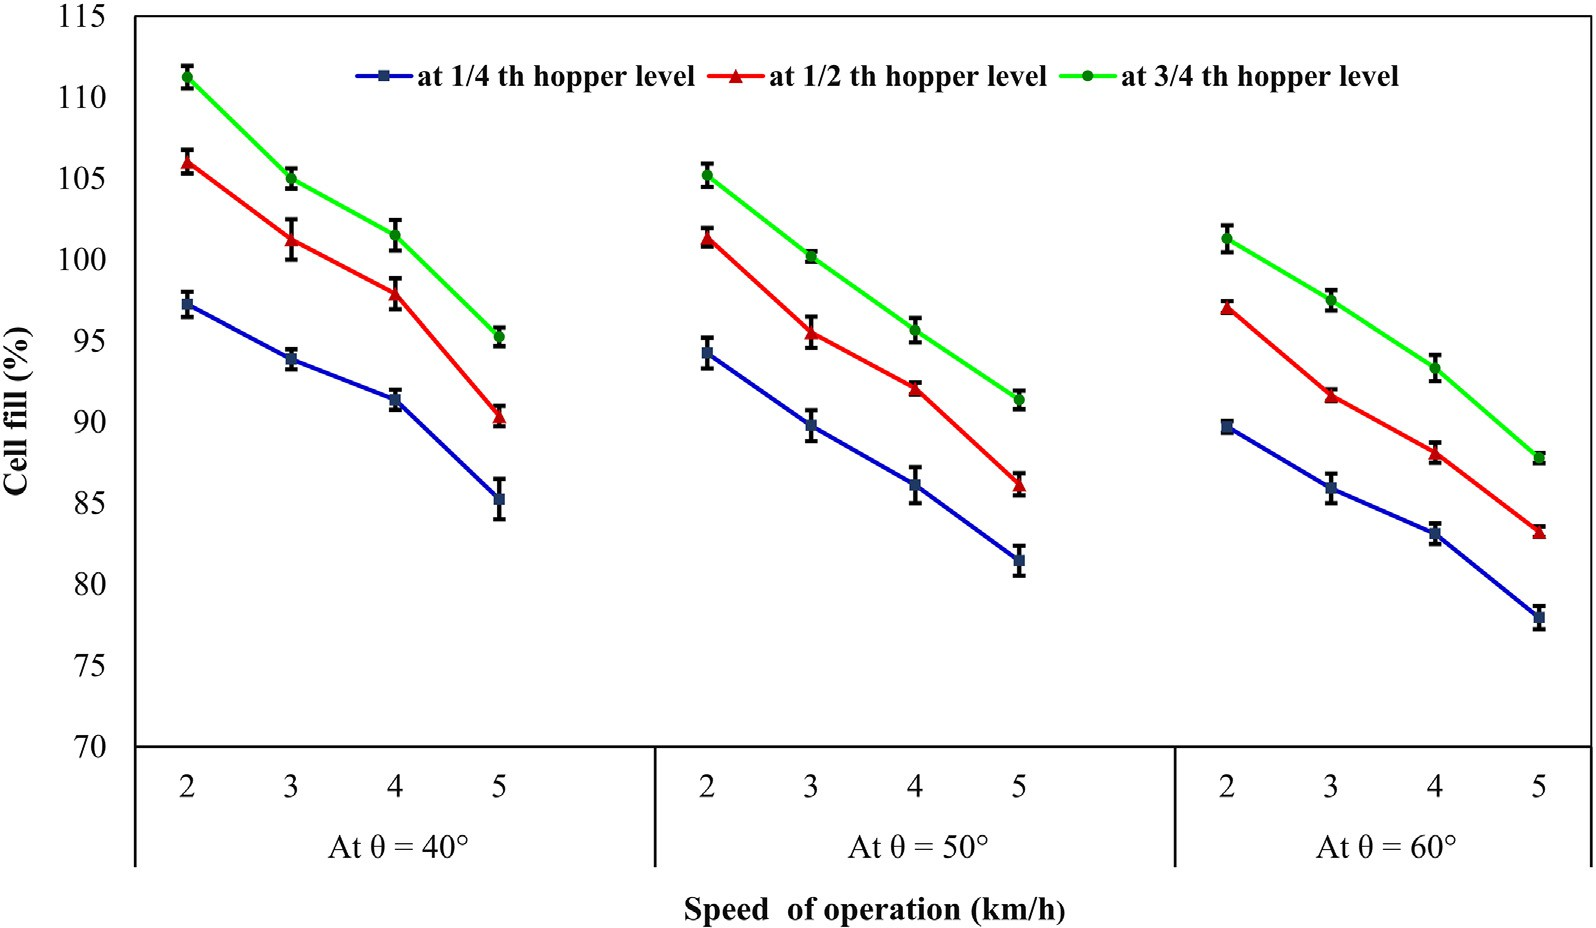 115
110
105
100
95
90
85
80
75
70
Cell fill (%)
at 1/4 th hopper level at 1/2 th hopper level at 3/4 th hopper level
2 3 4 5 2 3 4 5 2 3 4 5
At θ = 40° At θ = 50° At θ = 60°
Speed of operation (km/h)